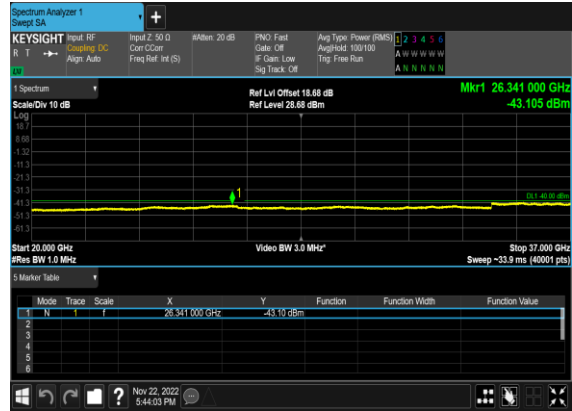 Spectrum Analyzer 1
Swept SA
+
KEYSIGHT
R T
Input: RF
Coupling: DC
Align: Auto
Input Z: 50 Ω
Corr CCorr
Freq Ref: Int (S)
#Atten: 20 dB
PNO: Fast
Gate: Off
IF Gain: Low
Sig Track: Off
Avg Type: Power (RMS)
Avg|Hold: 100/100
Trig: Free Run
1 2 3 4 5 6
A W W W W W
A N N N N N
1 Spectrum
Scale/Div 10 dB
Ref Lvl Offset 18.68 dB
Ref Level 28.68 dBm
Mkr1 26.341 000 GHz
-43.105 dBm
Log
18.7
8.68
-1.32
-11.3
-21.3
-31.3
-41.3
-51.3
-61.3
1
DL1 -40.00 dBm
Start 20.000 GHz
#Res BW 1.0 MHz
Video BW 3.0 MHz*
Stop 37.000 GHz
Sweep ~33.9 ms (40001 pts)
5 Marker Table
Mode Trace Scale X Y Function Function Width Function Value
1 N 1 f 26.341 000 GHz -43.10 dBm
2
3
4
5
6
?
Nov 22, 2022
5:44:03 PM